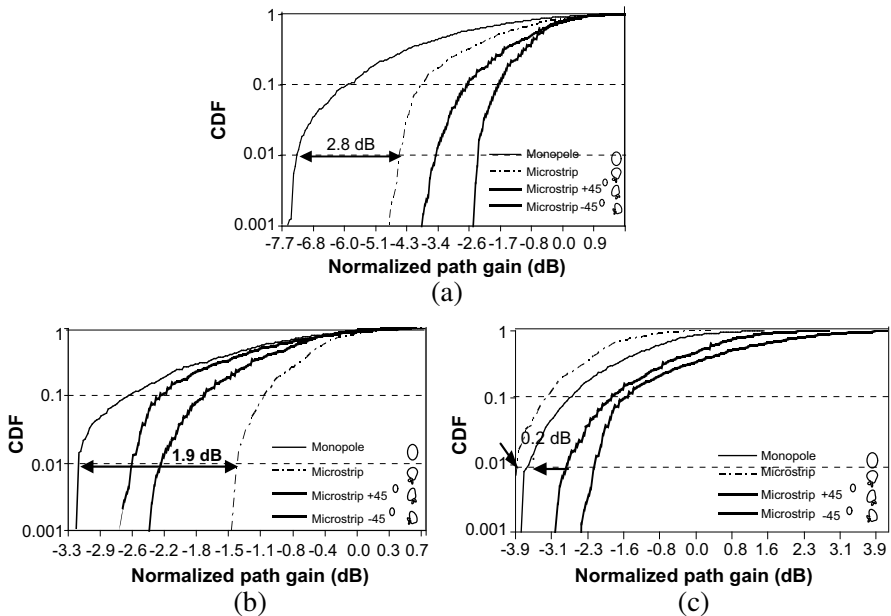 1
0.1
0.01
0.001
CDF
2.8 dB
Monopole
Microstrip
Microstrip +45 0
Microstrip -45 0
-7.7 -6.8 -6.0 -5.1 -4.3 -3.4 -2.6 -1.7 -0.8 0.0 0.9
Normalized path gain (dB)
(a)
1
0.1
0.01
0.001
CDF
1.9 dB
Monopole
Microstrip
Microstrip +45 0
Microstrip -45 0
-3.3 -2.9 -2.6 -2.2 -1.8 -1.5 -1.1 -0.8 -0.4 0.0 0.3 0.7
Normalized path gain (dB)
(b)
1
0.1
0.01
0.001
CDF
0.2 dB
Monopole
Microstrip
Microstrip +45 0
Microstrip -45 0
-3.9 -3.1 -2.3 -1.6 -0.8 0.0 0.8 1.6 2.3 3.1 3.9
Normalized path gain (dB)
(c)